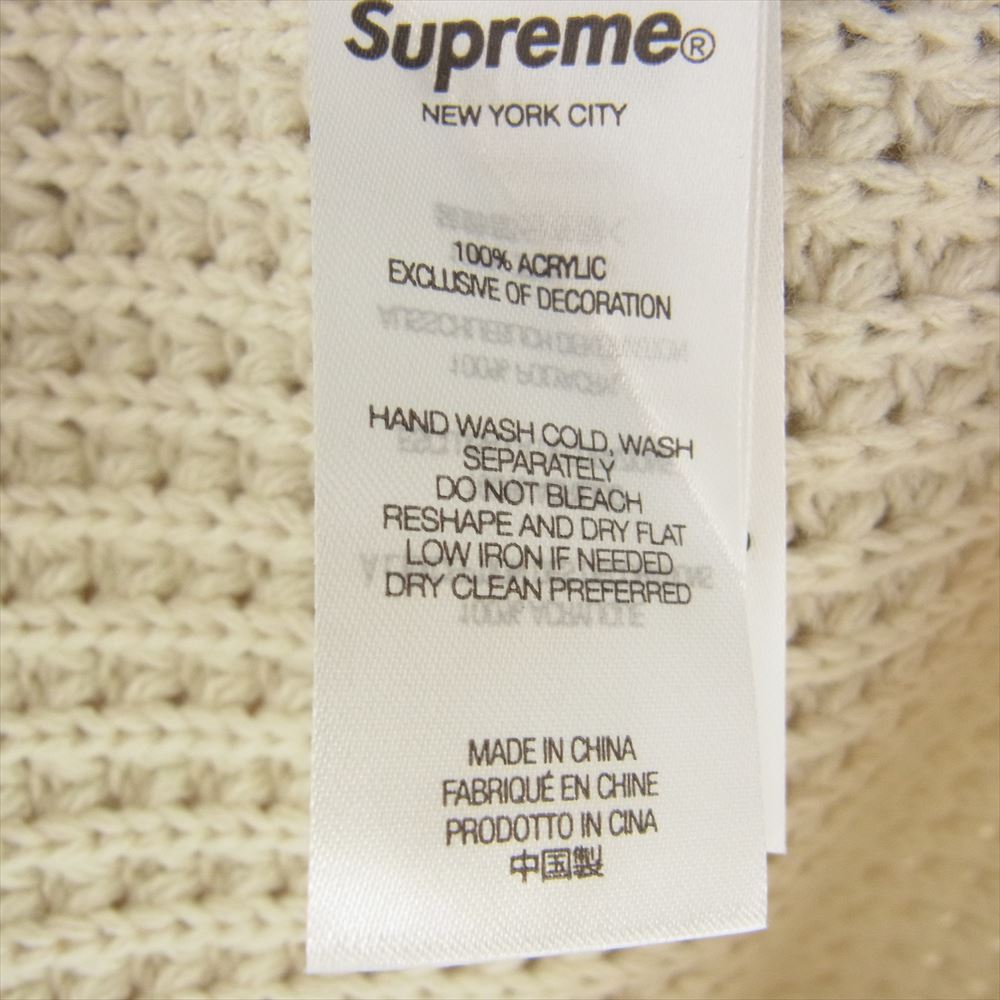 Supreme®
NEW YORK CITY
100% ACRYLIC
EXCLUSIVE OF DECORATION
HAND WASH COLD, WASH
SEPARATELY
DO NOT BLEACH
RESHAPE AND DRY FLAT
LOW IRON IF NEEDED
DRY CLEAN PREFERRED
MADE IN CHINA
FABRIQUÉ EN CHINE
PRODOTTO IN CINA
中国製